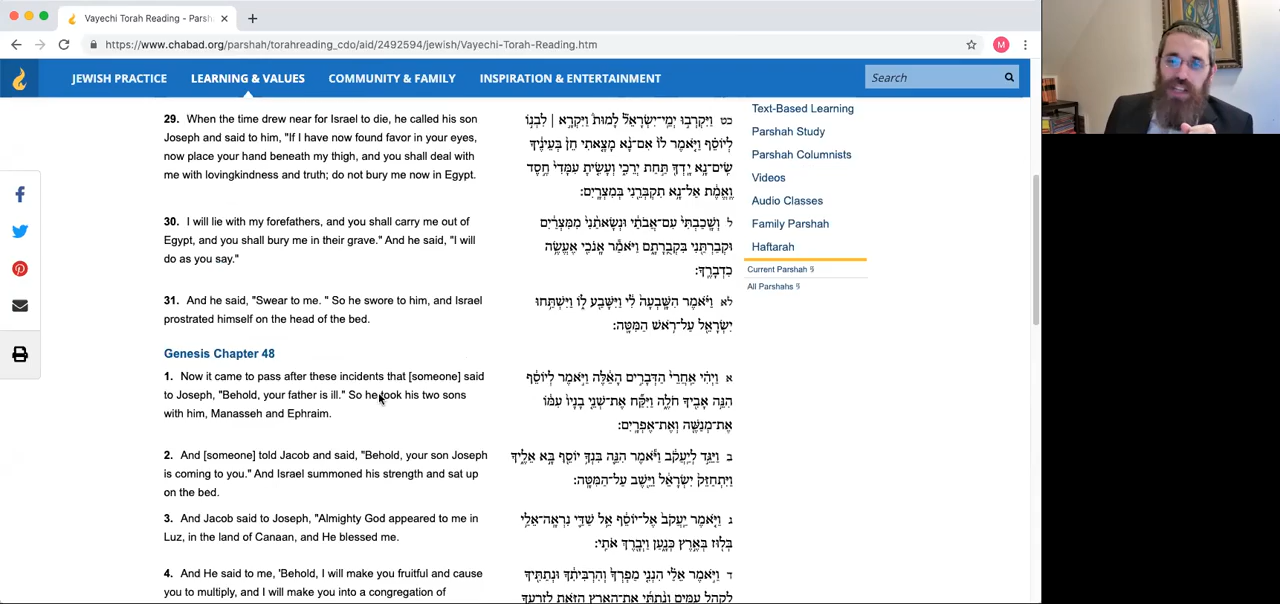 Vayechi Torah Reading - Parsh
https://www.chabad.org/parshah/torahreading_cdo/aid/2492594/jewish/Vayechi-Torah-Reading.htm
M
JEWISH PRACTICE
LEARNING & VALUES
COMMUNITY & FAMILY
INSPIRATION & ENTERTAINMENT
Search
29. When the time drew near for Israel to die, he called his son
Joseph and said to him, "If I have now found favor in your eyes,
now place your hand beneath my thigh, and you shall deal with
me with lovingkindness and truth; do not bury me now in Egypt.
כט וַיִּקְרְב֣וּ יְמֵי־יִשְׂרָאֵל֘ לָמוּת֒ וַיִּקְרָ֣א | לִבְנ֣וֹ
לְיוֹסֵ֗ף וַיֹּ֤אמֶר לוֹ֙ אִם־נָ֨א מָצָ֤אתִי חֵן֙ בְּעֵינֶ֔יךָ
שִֽׂים־נָ֥א יָֽדְךָ֖ תַּ֣חַת יְרֵכִ֑י וְעָשִׂ֤יתָ עִמָּדִי֙ חֶ֣סֶד
וֶֽאֱמֶ֔ת אַל־נָ֥א תִקְבְּרֵ֖נִי בְּמִצְרָֽיִם:
30. I will lie with my forefathers, and you shall carry me out of
Egypt, and you shall bury me in their grave." And he said, "I will
do as you say."
ל וְשָֽׁכַבְתִּי֙ עִם־אֲבֹתַ֔י וּנְשָׂאתַ֨נִי֙ מִמִּצְרַ֔יִם
וּקְבַרְתַּ֖נִי בִּקְבֻֽרָתָ֑ם וַיֹּאמַ֕ר אָֽנֹכִ֖י אֶֽעֱשֶׂ֥ה
כִדְבָרֶֽךָ:
31. And he said, "Swear to me. " So he swore to him, and Israel
prostrated himself on the head of the bed.
לא וַיֹּ֗אמֶר הִשָּֽׁבְעָה֙ לִ֔י וַיִּשָּׁבַ֖ע ל֑וֹ וַיִּשְׁתַּ֥חוּ
יִשְׂרָאֵ֖ל עַל־רֹ֥אשׁ הַמִּטָּֽה:
Genesis Chapter 48
1. Now it came to pass after these incidents that [someone] said
to Joseph, "Behold, your father is ill." So he took his two sons
with him, Manasseh and Ephraim.
א וַיְהִ֗י אַֽחֲרֵי֙ הַדְּבָרִ֣ים הָאֵ֔לֶּה וַיֹּ֣אמֶר לְיוֹסֵ֔ף
הִנֵּ֥ה אָבִ֖יךָ חֹלֶ֑ה וַיִּקַּ֞ח אֶת־שְׁנֵ֤י בָנָיו֙ עִמּ֔וֹ
אֶת־מְנַשֶּׁ֖ה וְאֶת־אֶפְרָֽיִם:
2. And [someone] told Jacob and said, "Behold, your son Joseph
is coming to you." And Israel summoned his strength and sat up
on the bed.
ב וַיַּגֵּ֣ד לְיַֽעֲקֹ֔ב וַיֹּ֕אמֶר הִנֵּ֛ה בִּנְךָ֥ יוֹסֵ֖ף בָּ֣א אֵלֶ֑יךָ
וַיִּתְחַזֵּק֙ יִשְׂרָאֵ֔ל וַיֵּ֖שֶׁב עַל־הַמִּטָּֽה:
3. And Jacob said to Joseph, "Almighty God appeared to me in
Luz, in the land of Canaan, and He blessed me.
ג וַיֹּ֤אמֶר יַֽעֲקֹב֙ אֶל־יוֹסֵ֔ף אֵ֥ל שַׁדַּ֛י נִרְאָֽה־אֵלַ֥י
בְּל֖וּז בְּאֶ֣רֶץ כְּנָ֑עַן וַיְבָ֖רֶךְ אֹתִֽי:
4. And He said to me, 'Behold, I will make you fruitful and cause
you to multiply, and I will make you into a congregation of
ד וַיֹּ֣אמֶר אֵלַ֗י הִנְנִ֤י מַפְרְךָ֙ וְהִרְבִּיתִ֔ךָ וּנְתַתִּ֖יךָ
לִקְהַ֣ל עַמִּ֑ים וְנָ֨תַתִּ֜י אֶת־הָאָ֧רֶץ הַזֹּ֛את לְזַרְעֲךָ֥
Text-Based Learning
Parshah Study
Parshah Columnists
Videos
Audio Classes
Family Parshah
Haftarah
Current Parshah
All Parshahs